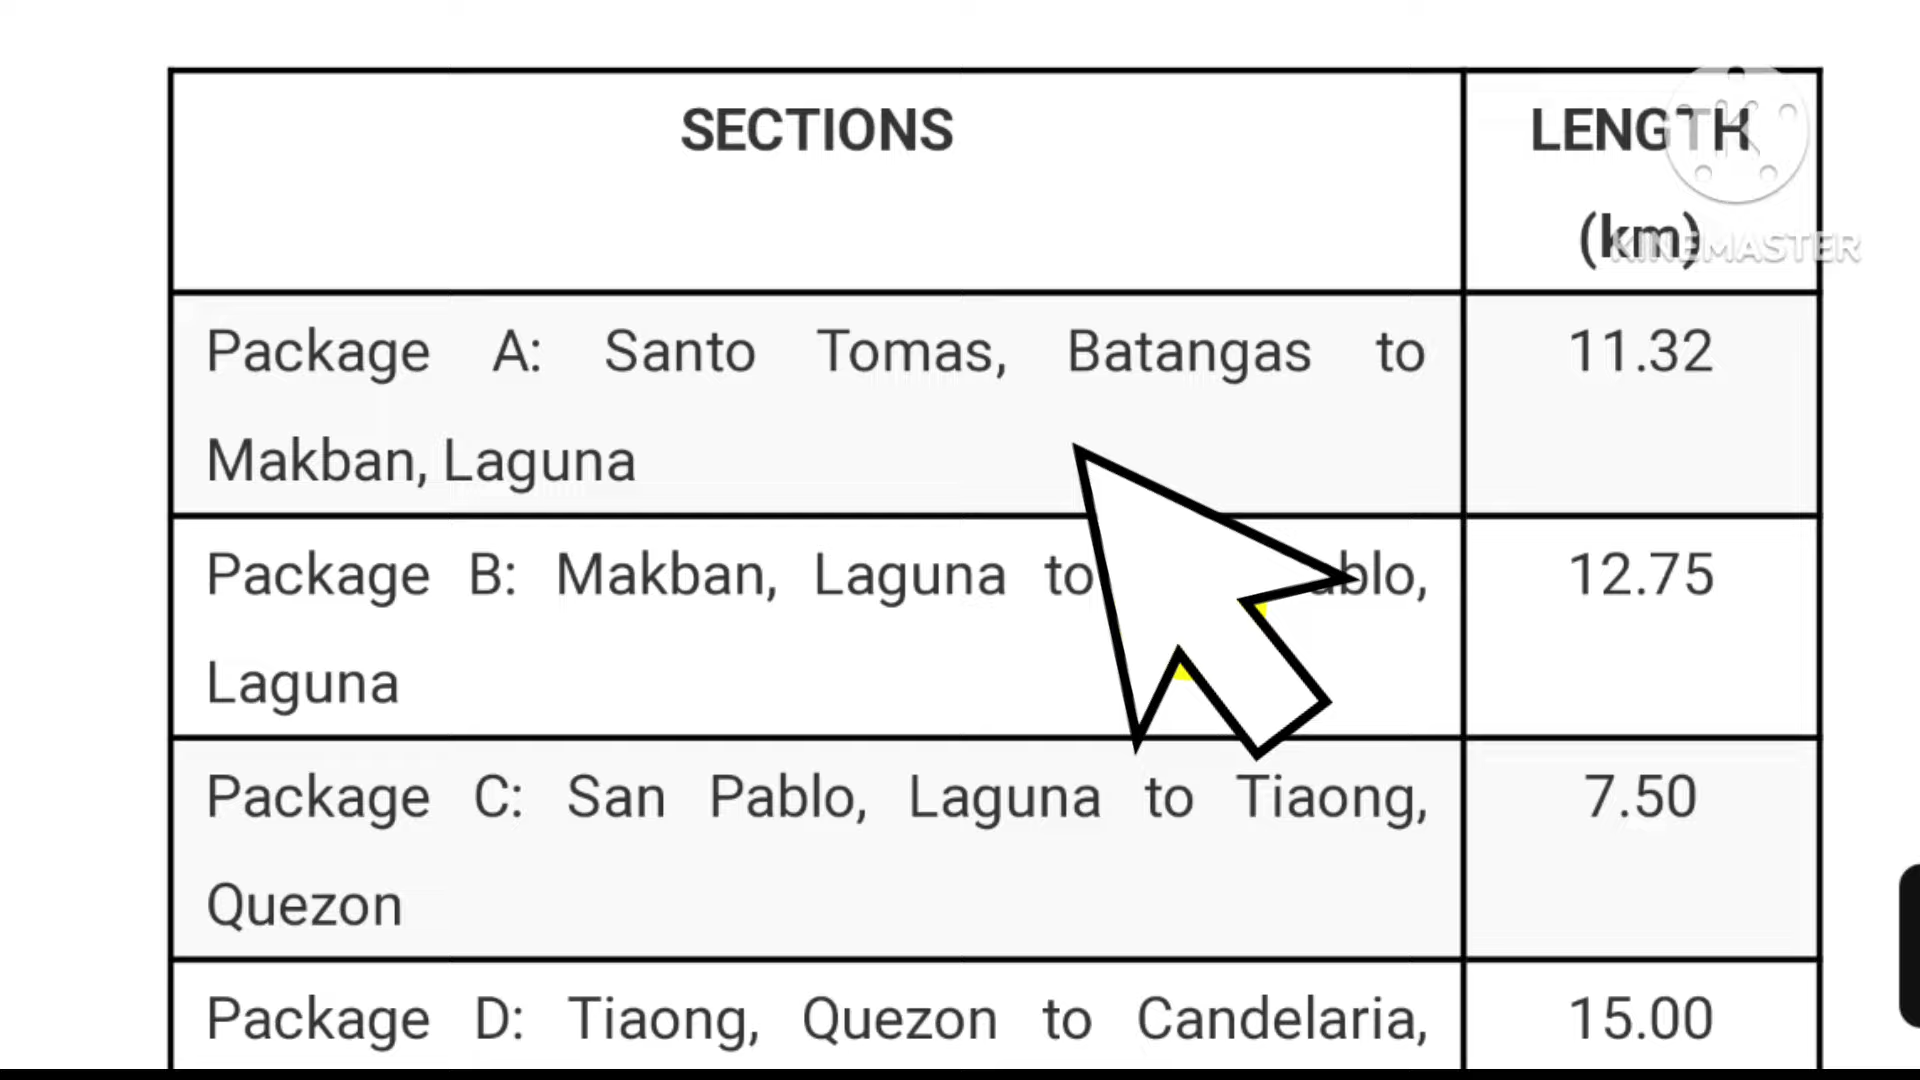 SECTIONS
LENGTH
(km)
KINEMASTER
Package A: Santo Tomas, Batangas to
Makban, Laguna
11.32
Package B: Makban, Laguna to
Laguna
12.75
Package C: San Pablo, Laguna to Tiaong,
Quezon
7.50
Package D: Tiaong, Quezon to Candelaria,
15.00